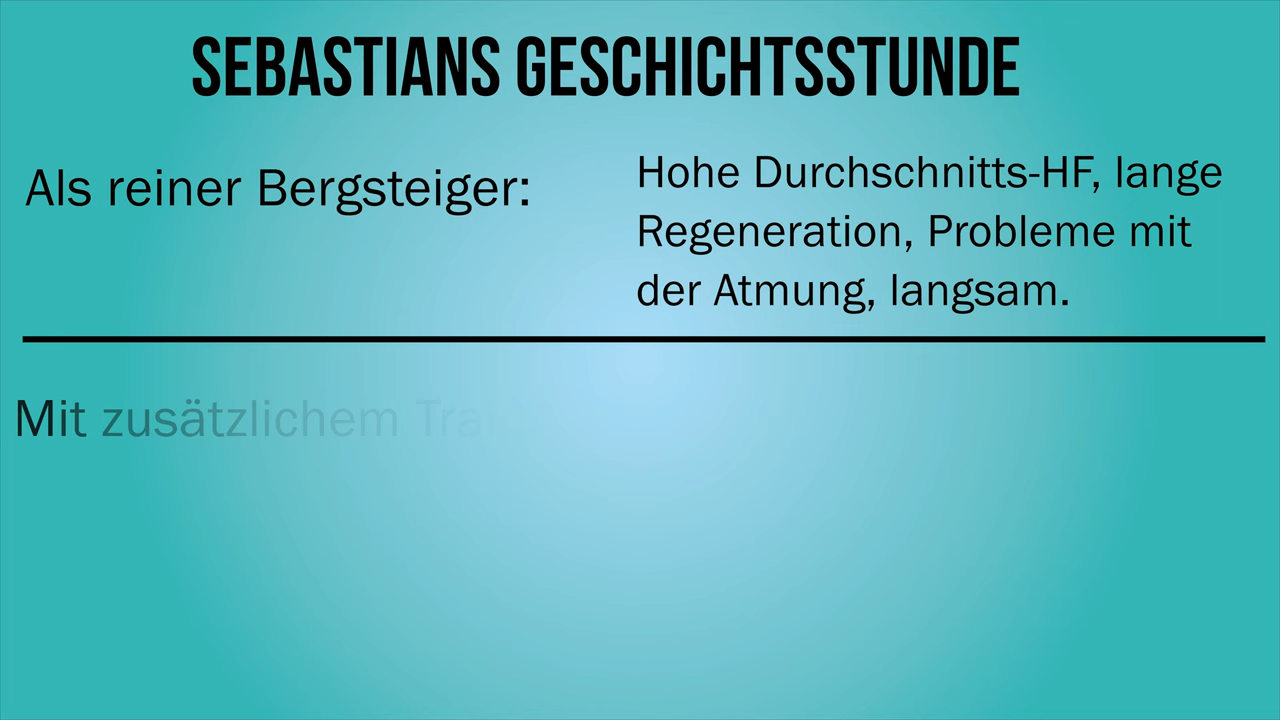 SEBASTIANS GESCHICHTSSTUNDE
Als reiner Bergsteiger:
Hohe Durchschnitts-HF, lange
Regeneration, Probleme mit
der Atmung, langsam.
Mit zusätzlichem